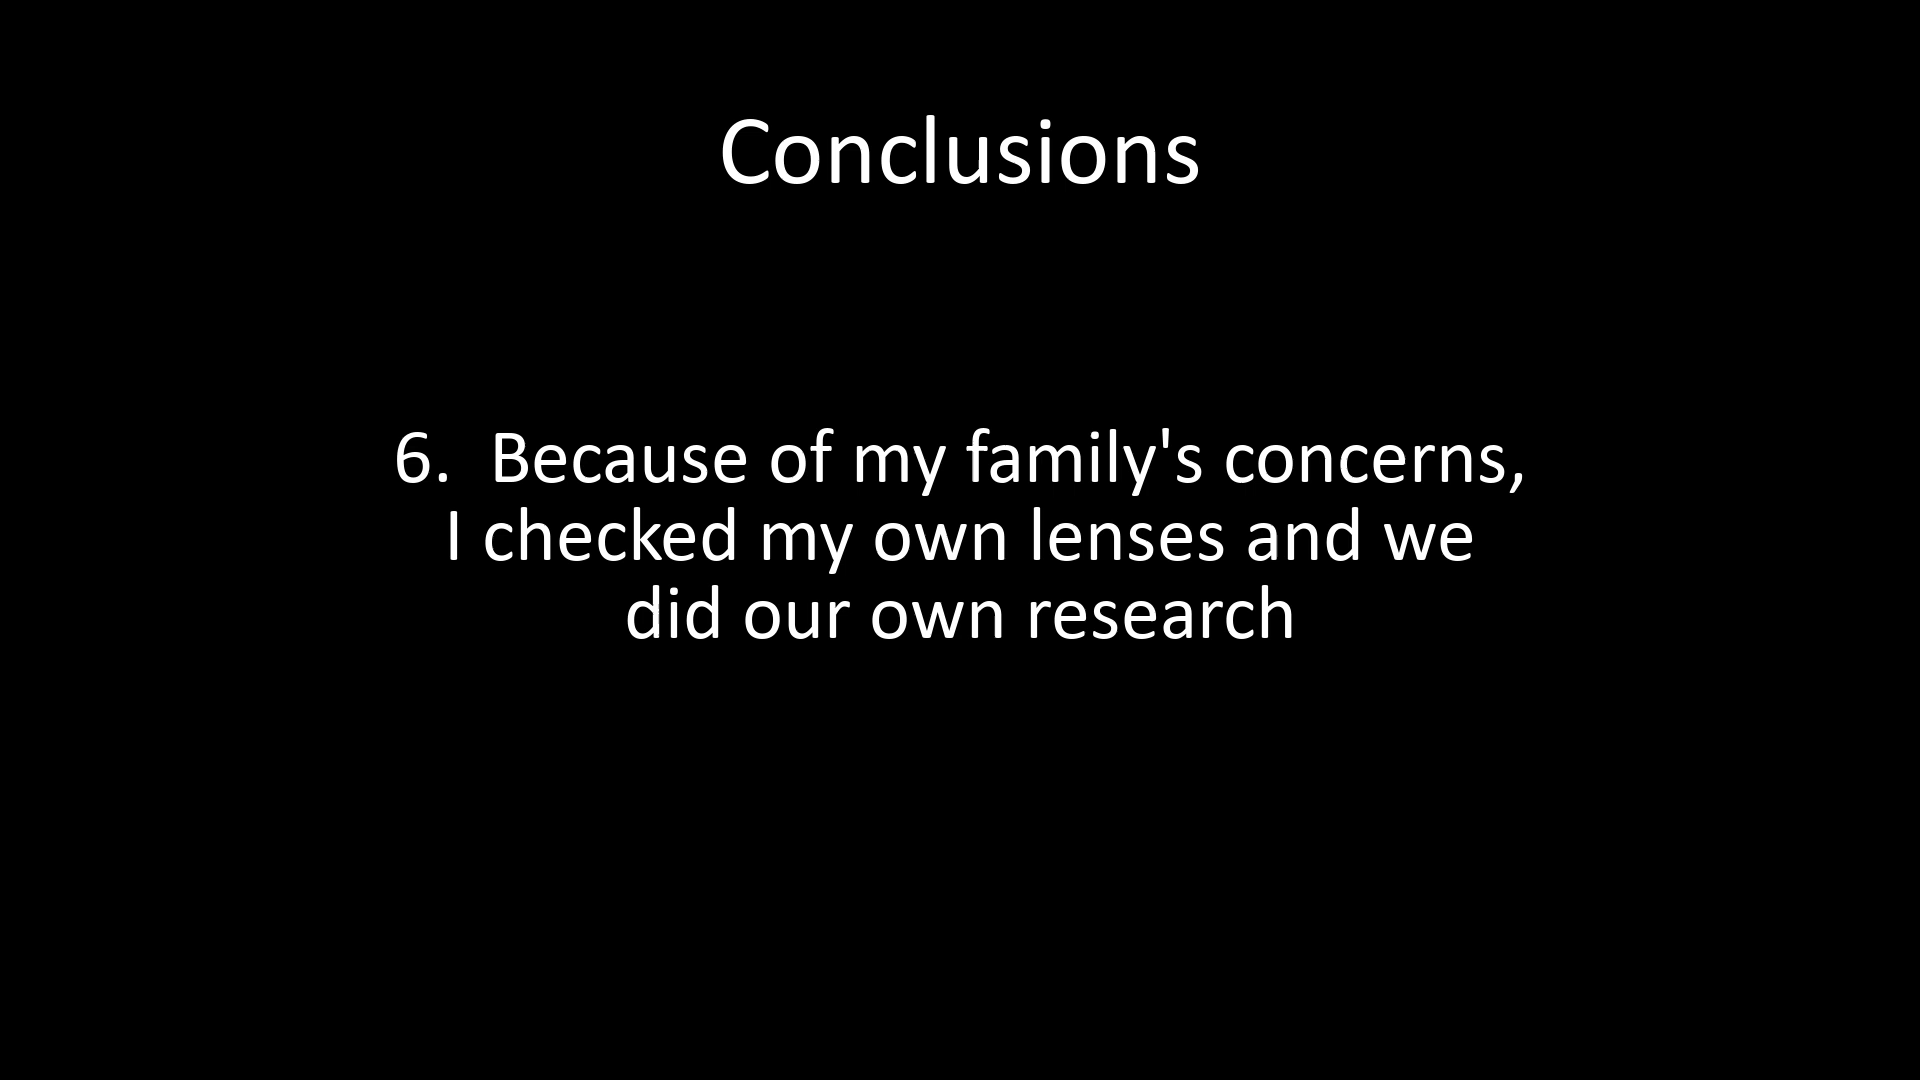 Conclusions
6.  Because of my family's concerns,
I checked my own lenses and we
did our own research